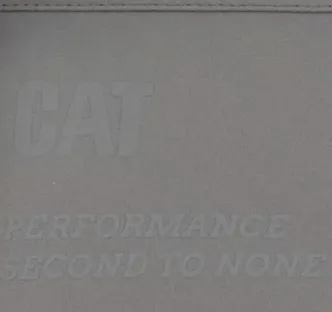 CAT
PERFORMANCE
SECOND TO NONE